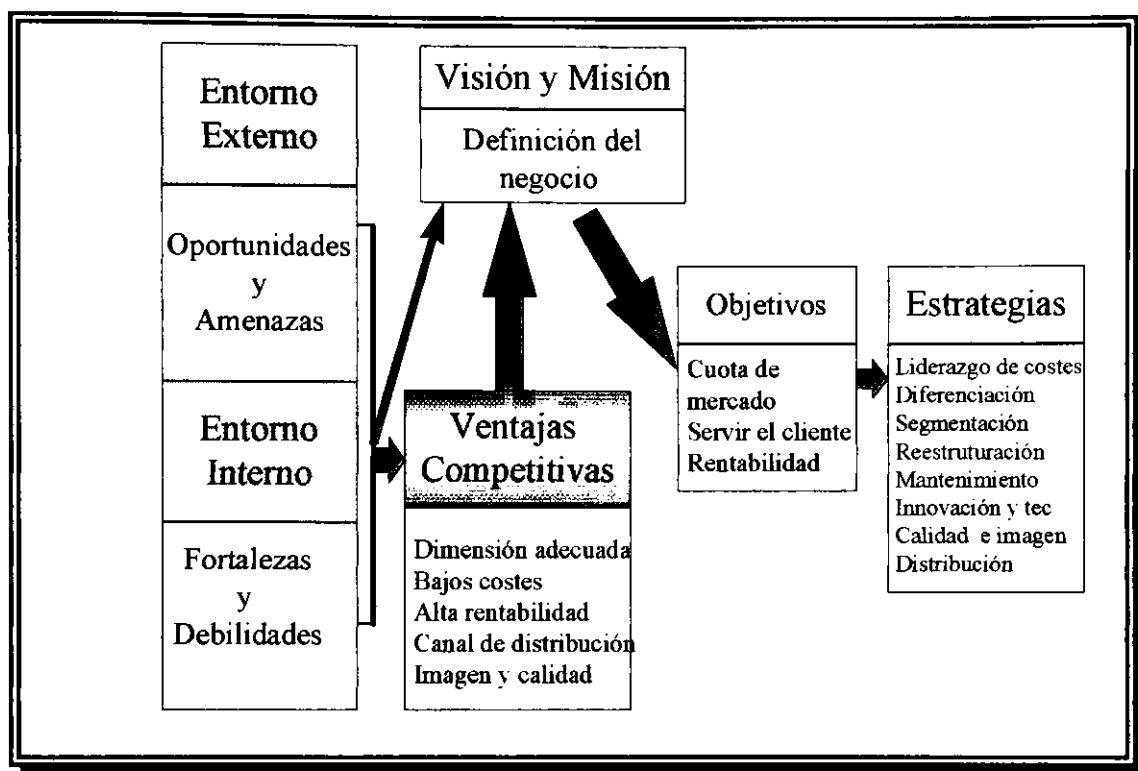 Entorno
Externo
Oportunidades
y
Amenazas
Entorno
Interno
Fortalezas
y
Debilidades
Visión y Misión
Definición del
negocio
Ventajas
Competitivas
Dimensión adecuada
Bajos costes
Alta rentabilidad
Canal de distribución
Imagen y calidad
Objetivos
Cuota de
mercado
Servir el cliente
Rentabilidad
Estrategias
Liderazgo de costes
Diferenciación
Segmentación
Reestruturación
Mantenimiento
Innovación y tec
Calidad e imagen
Distribución